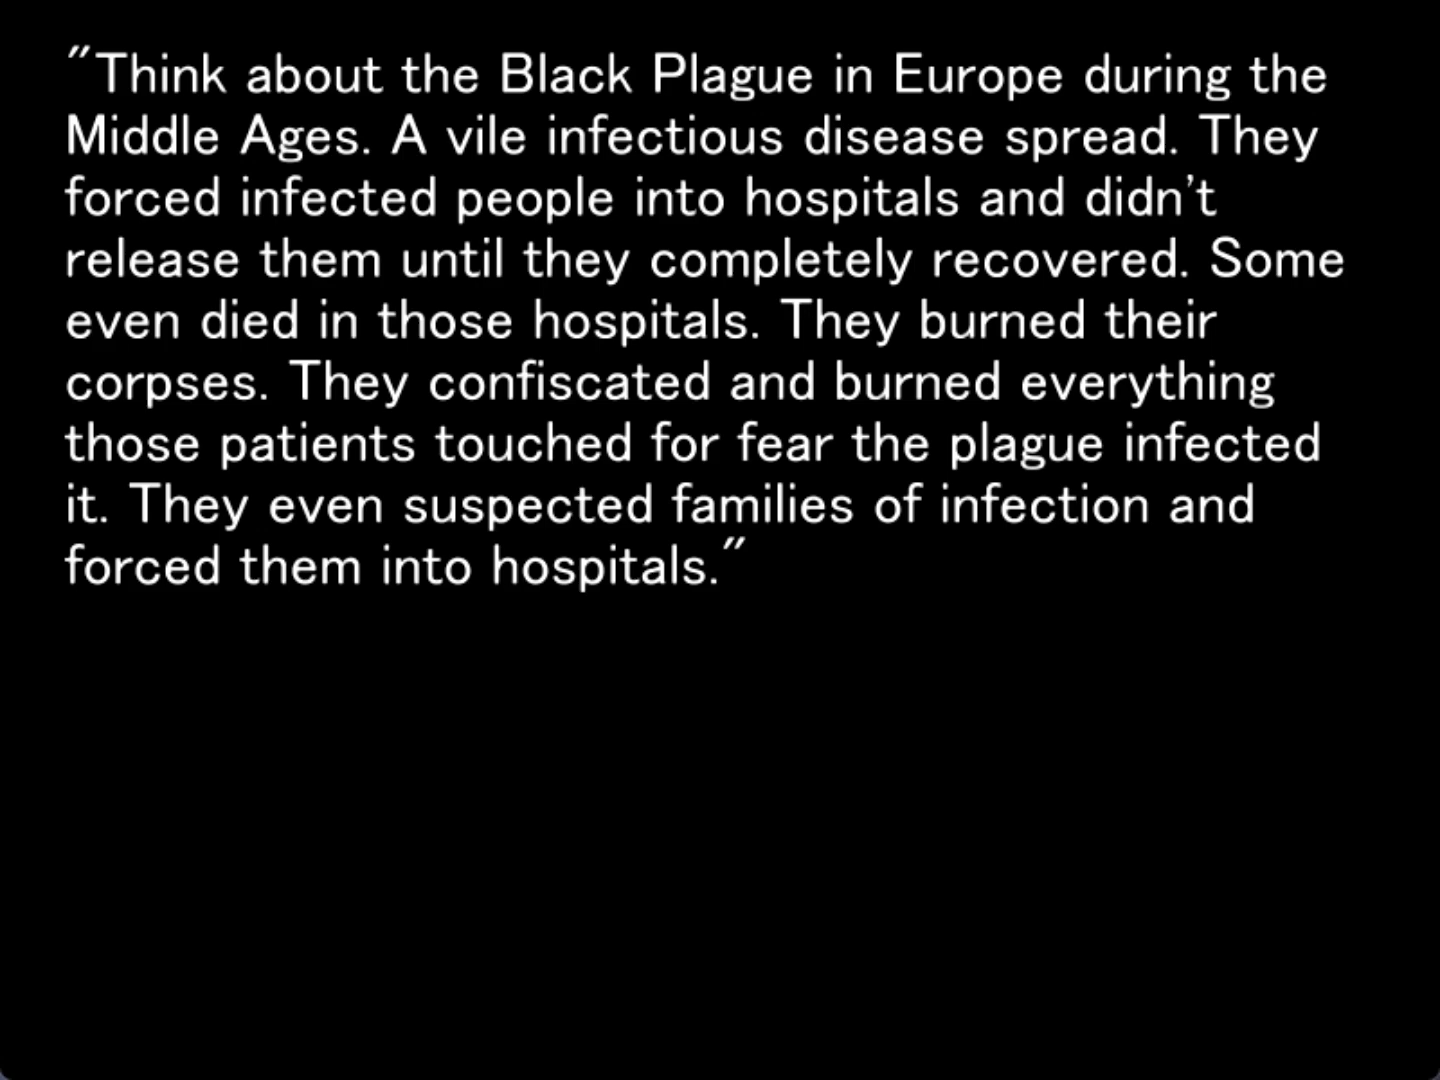 "Think about the Black Plague in Europe during the
Middle Ages. A vile infectious disease spread. They
forced infected people into hospitals and didn't
release them until they completely recovered. Some
even died in those hospitals. They burned their
corpses. They confiscated and burned everything
those patients touched for fear the plague infected
it. They even suspected families of infection and
forced them into hospitals."